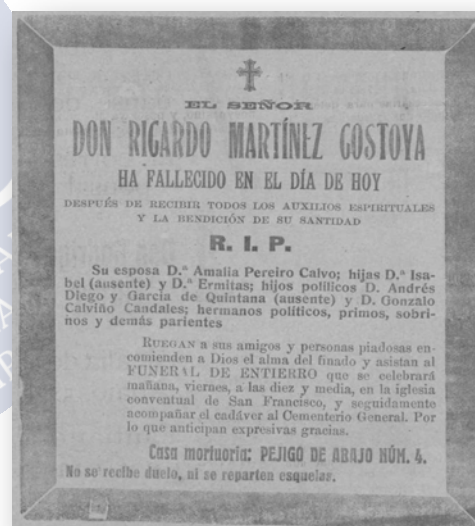 EL SEÑOR
DON RICARDO MARTÍNEZ COSTOYA
HA FALLECIDO EN EL DÍA DE HOY
DESPUÉS DE RECIBIR TODOS LOS AUXILIOS ESPIRITUALES
Y LA BENDICIÓN DE SU SANTIDAD
R. I. P.
Su esposa D.ª Amalia Pereiro Calvo; hijas D.ª Isa-
bel (ausente) y D.ª Ermitas; hijos políticos D. Andrés
Diego y García de Quintana (ausente) y D. Gonzalo
Calviño Candales; hermanos políticos, primos, sobri-
nos y demás parientes
RUEGAN a sus amigos y personas piadosas en-
comienden a Dios el alma del finado y asistan al
FUNERAL DE ENTIERRO que se celebrará
mañana, viernes, a las diez y media, en la iglesia
conventual de San Francisco, y seguidamente
acompañar el cadáver al Cementerio General. Por
lo que anticipan expresivas gracias.
Casa mortuoria: PEJIGO DE ABAJO NÚM. 4.
No se recibe duelo, ni se reparten esquelas.